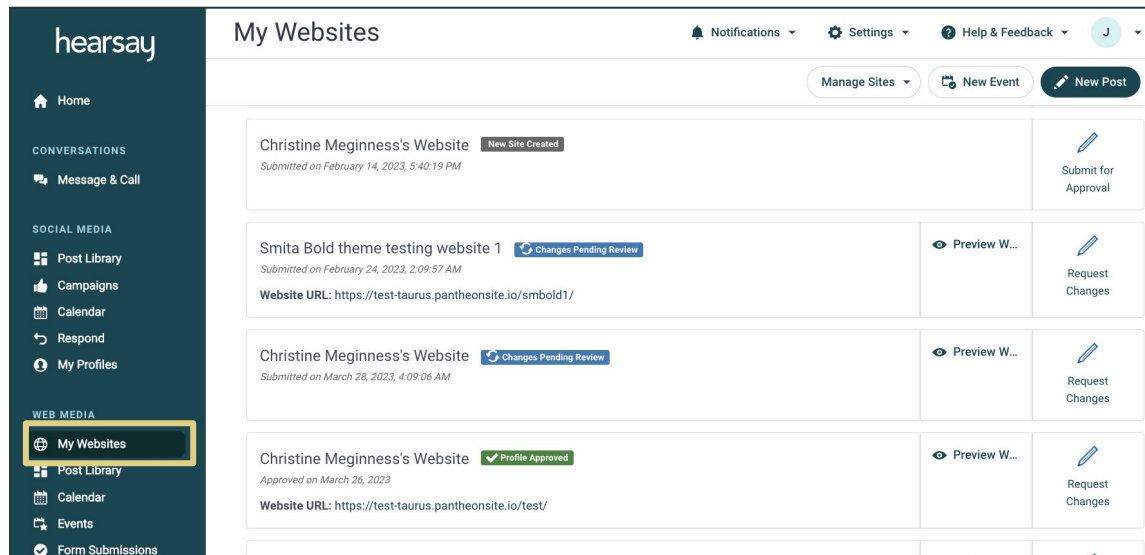 hearsay
Home
CONVERSATIONS
Message & Call
SOCIAL MEDIA
Post Library
Campaigns
Calendar
Respond
My Profiles
WEB MEDIA
My Websites
Post Library
Calendar
Events
Form Submissions
My Websites
Notifications
Settings
Help & Feedback
J
Manage Sites
New Event
New Post
Christine Meginness's Website New Site Created
Submitted on February 14, 2023, 5:40:19 PM
Submit for
Approval
Smita Bold theme testing website 1 Changes Pending Review
Submitted on February 24, 2023, 2:09:57 AM
Website URL: https://test-taurus.pantheonsite.io/smbold1/
Preview W...
Request
Changes
Christine Meginness's Website Changes Pending Review
Submitted on March 28, 2023, 4:09:06 AM
Preview W...
Request
Changes
Christine Meginness's Website Profile Approved
Approved on March 26, 2023
Website URL: https://test-taurus.pantheonsite.io/test/
Preview W...
Request
Changes